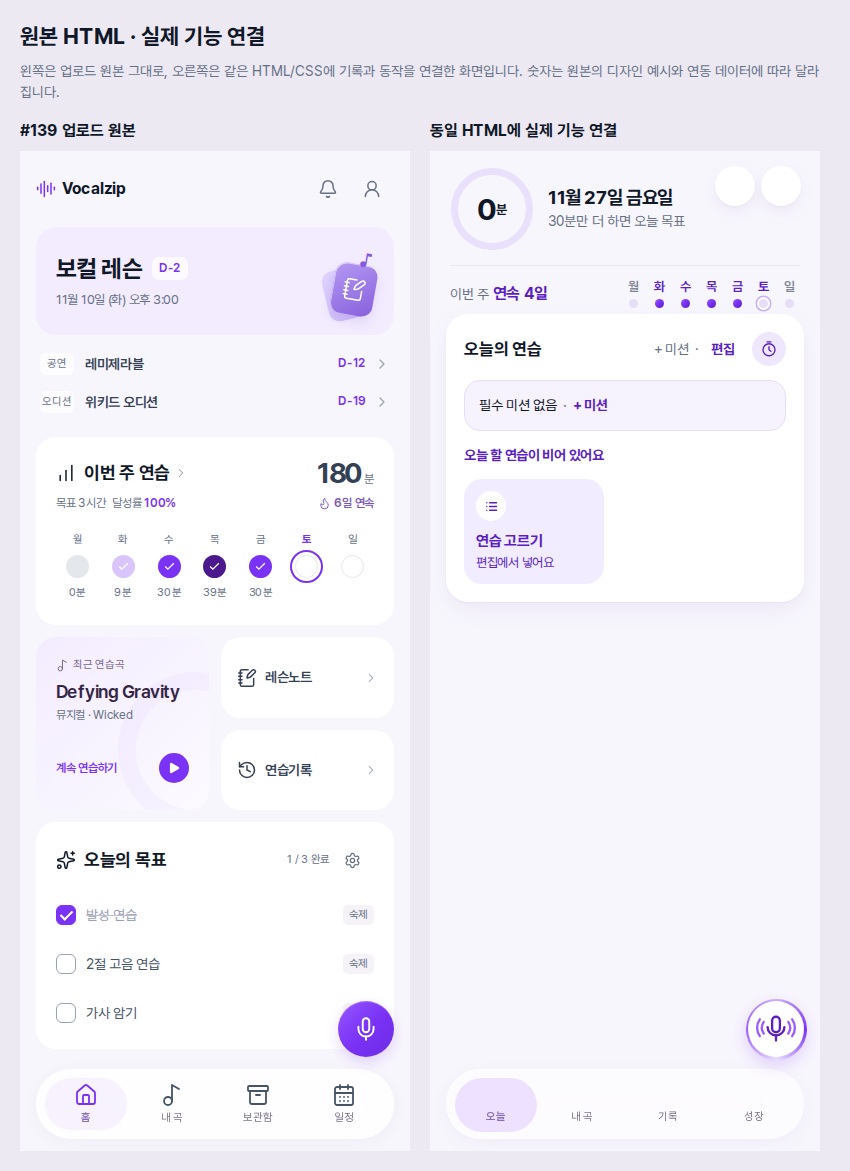 원본 HTML · 실제 기능 연결
왼쪽은 업로드 원본 그대로, 오른쪽은 같은 HTML/CSS에 기록과 동작을 연결한 화면입니다. 숫자는 원본의 디자인 예시와 연동 데이터에 따라 달라
집니다.
#139 업로드 원본
Vocalzip
보컬 레슨 D-2
11월 10일 (화) 오후 3:00
공연 레미제라블 D-12
오디션 위키드 오디션 D-19
이번 주 연습 180 분
목표 3시간 달성률 100% 6일 연속
월 화 수 목 금 토 일
0분 9분 30분 39분 30분
최근 연습곡
Defying Gravity
뮤지컬 · Wicked
계속 연습하기
레슨노트
연습기록
오늘의 목표 1 / 3 완료
발성 연습 숙제
2절 고음 연습 숙제
가사 암기
홈 내 곡 보관함 일정
동일 HTML에 실제 기능 연결
0분
11월 27일 금요일
30분만 더 하면 오늘 목표
이번 주 연속 4일
월 화 수 목 금 토 일
오늘의 연습 + 미션 · 편집
필수 미션 없음 · + 미션
오늘 할 연습이 비어 있어요
연습 고르기
편집에서 넣어요
오늘 내 곡 기록 성장